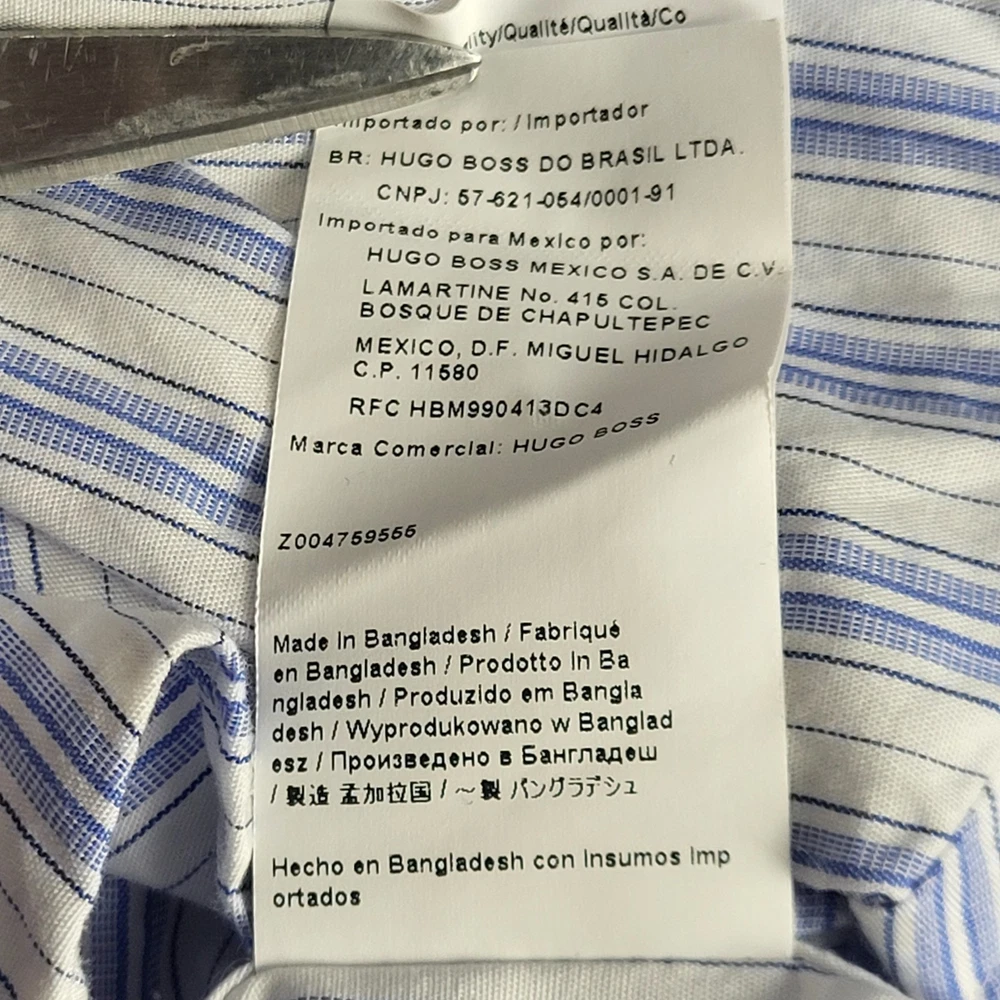 ity/Qualité/Qualità/Co
mportado por: / Importador
BR: HUGO BOSS DO BRASIL LTDA.
CNPJ: 57-621-054/0001-91
Importado para Mexico por:
HUGO BOSS MEXICO S.A. DE C.V.
LAMARTINE No. 415 COL.
BOSQUE DE CHAPULTEPEC
MEXICO, D.F. MIGUEL HIDALGO
C.P. 11580
RFC HBM990413DC4
Marca Comercial: HUGO BOSS
Z004759555
Made in Bangladesh / Fabriqué
en Bangladesh / Prodotto in Ba
ngladesh / Produzido em Bangla
desh / Wyprodukowano w Banglad
esz / Произведено в Бангладеш
/ 製造 孟加拉国 / ～製 バングラデシュ
Hecho en Bangladesh con insumos imp
ortados